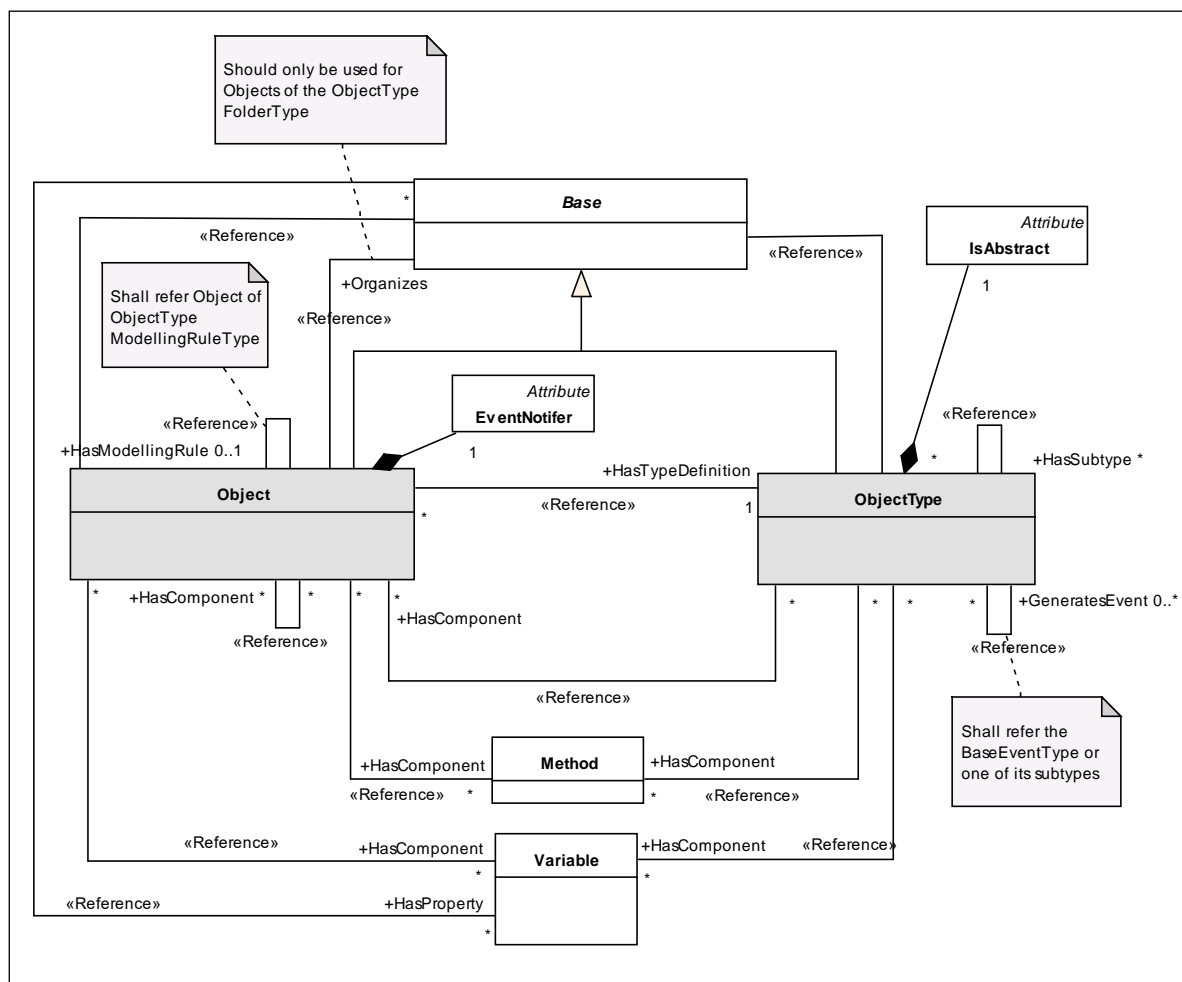 Should only be used for
Objects of the ObjectType
FolderType
Base
*
Attribute
IsAbstract
1
«Reference»
«Reference»
+Organizes
«Reference»
Shall refer Object of
ObjectType
ModellingRuleType
Attribute
EventNotifer
1
«Reference»
«Reference»
+HasModellingRule 0..1
+HasTypeDefinition
*
+HasSubtype *
Object
ObjectType
*
«Reference»
1
*
+HasComponent *
*
*
*
+HasComponent
*
*
*
*
+GeneratesEvent 0..*
«Reference»
«Reference»
«Reference»
Shall refer the
BaseEventType or
one of its subtypes
+HasComponent
Method
+HasComponent
«Reference»
*
*
«Reference»
«Reference»
+HasComponent
Variable
+HasComponent
«Reference»
*
*
«Reference»
+HasProperty
*